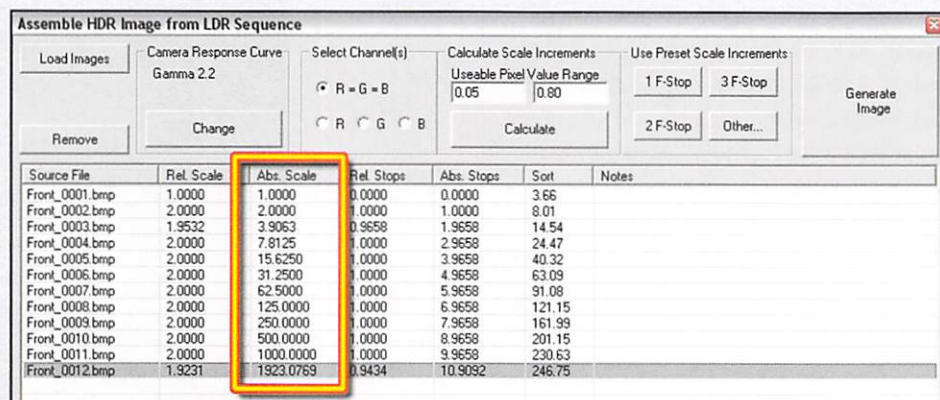 Assemble HDR Image from LDR Sequence
Load Images
Remove
Camera Response Curve
Gamma 2.2
Change
Select Channel(s)
R = G = B
R G B
Calculate Scale Increments
Useable Pixel Value Range
0.05 0.80
Calculate
Use Preset Scale Increments
1 F-Stop 3 F-Stop
2 F-Stop Other...
Generate
Image
Source File Rel. Scale Abs. Scale Rel. Stops Abs. Stops Sort Notes
Front_0001.bmp 1.0000 1.0000 0.0000 0.0000 3.66
Front_0002.bmp 2.0000 2.0000 1.0000 1.0000 8.01
Front_0003.bmp 1.9532 3.9063 0.9658 1.9658 14.54
Front_0004.bmp 2.0000 7.8125 1.0000 2.9658 24.47
Front_0005.bmp 2.0000 15.6250 1.0000 3.9658 40.32
Front_0006.bmp 2.0000 31.2500 1.0000 4.9658 63.09
Front_0007.bmp 2.0000 62.5000 1.0000 5.9658 91.08
Front_0008.bmp 2.0000 125.0000 1.0000 6.9658 121.15
Front_0009.bmp 2.0000 250.0000 1.0000 7.9658 161.99
Front_0010.bmp 2.0000 500.0000 1.0000 8.9658 201.15
Front_0011.bmp 2.0000 1000.0000 1.0000 9.9658 230.63
Front_0012.bmp 1.9231 1923.0769 0.9434 10.9092 246.75